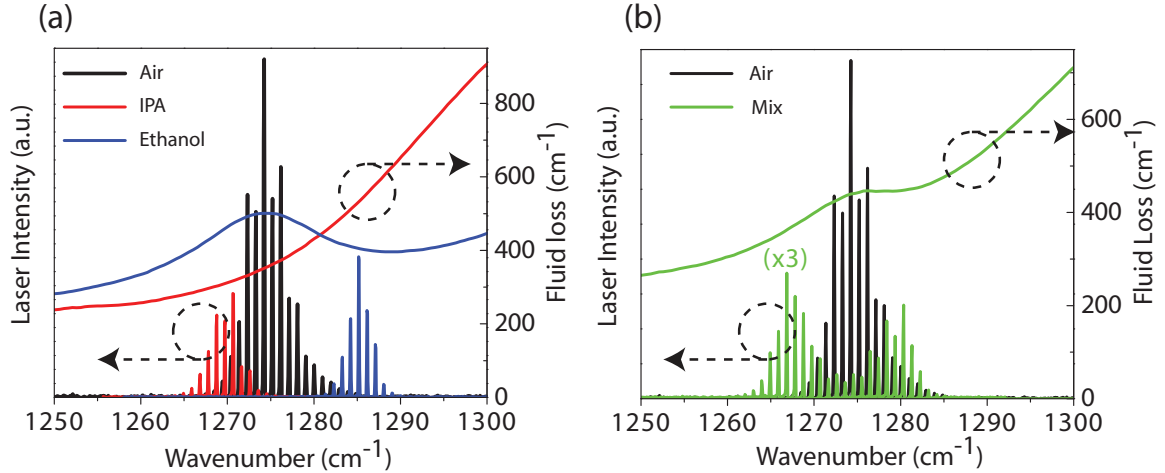 (a)
Laser Intensity (a.u.)
Air
IPA
Ethanol
0
200
400
600
800
Fluid loss (cm⁻¹)
1250 1260 1270 1280 1290 1300
Wavenumber (cm⁻¹)
(b)
Laser Intensity (a.u.)
Air
Mix
(x3)
0
200
400
600
Fluid Loss (cm⁻¹)
1250 1260 1270 1280 1290 1300
Wavenumber (cm⁻¹)